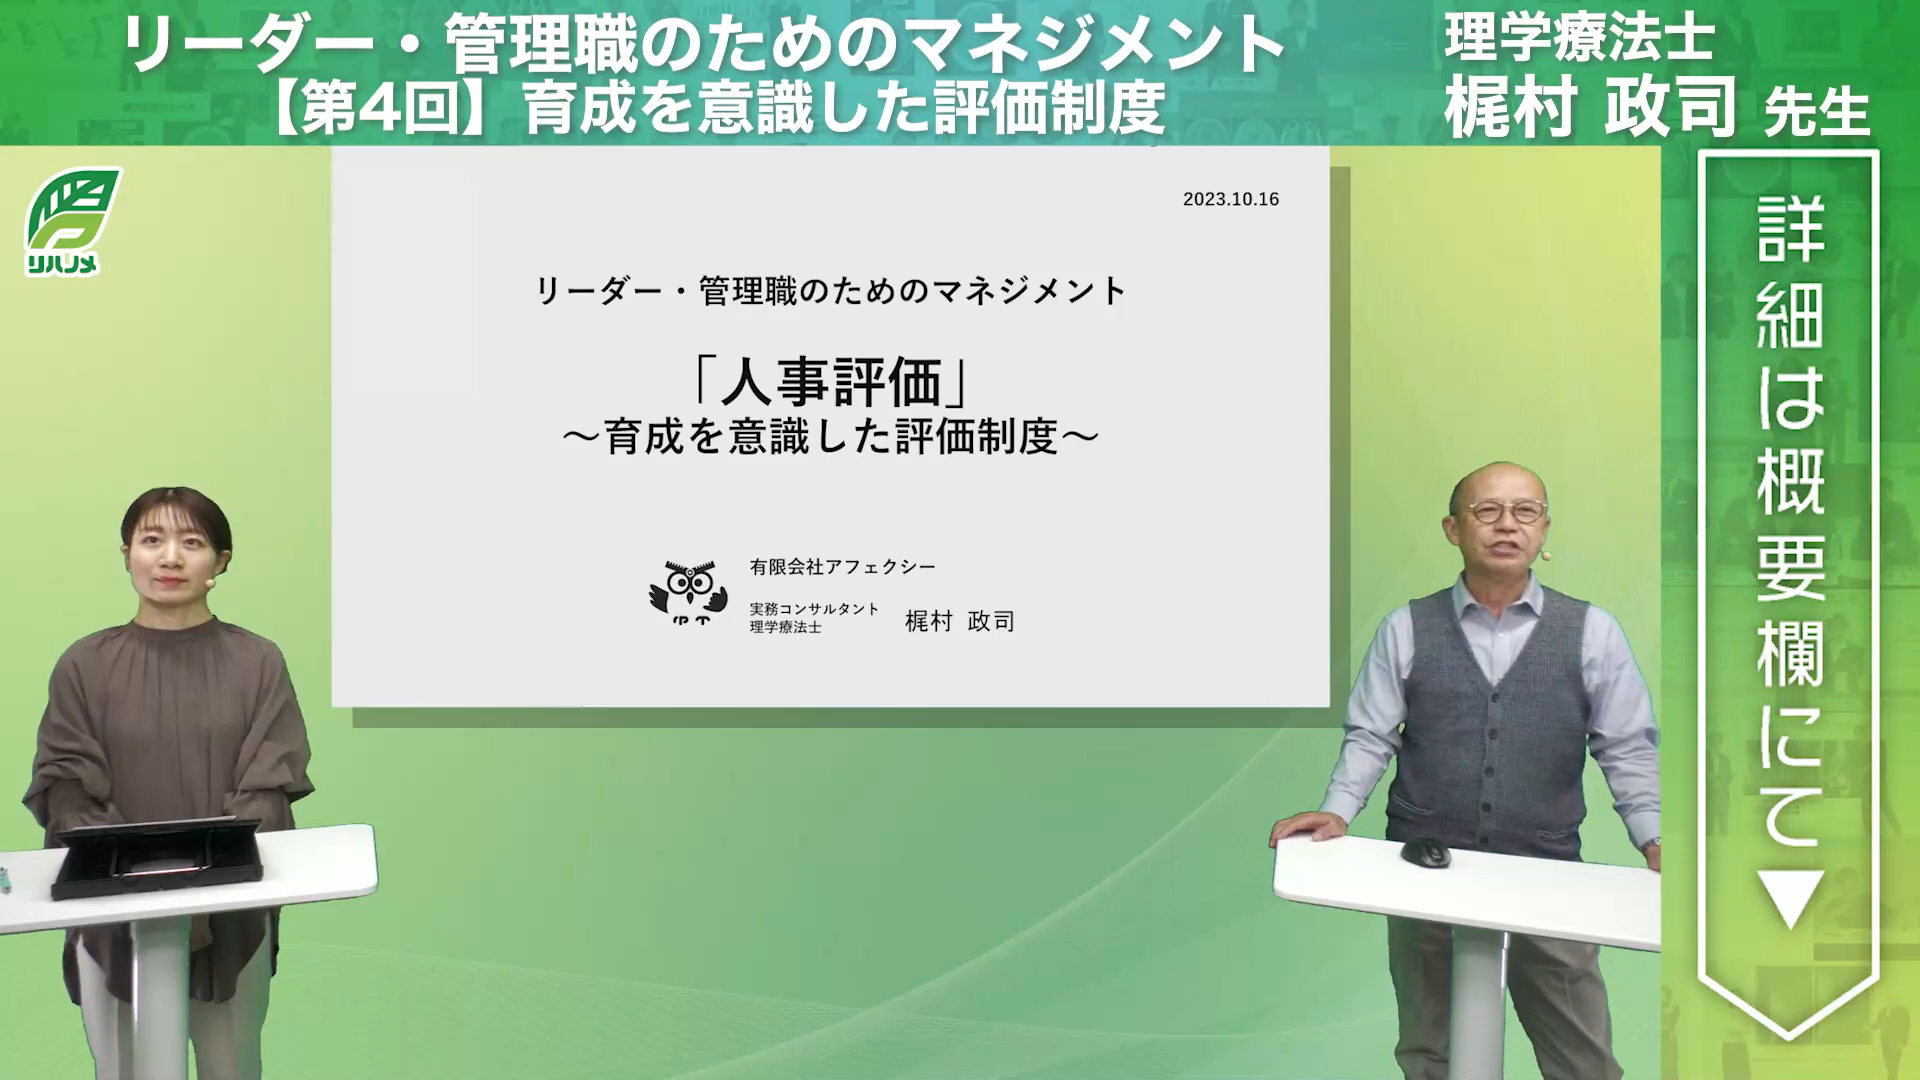 リーダー・管理職のためのマネジメント
【第4回】育成を意識した評価制度
理学療法士
梶村 政司 先生
リハノメ
2023.10.16
リーダー・管理職のためのマネジメント
「人事評価」
～育成を意識した評価制度～
有限会社アフェクシー
実務コンサルタント
理学療法士
梶村 政司
詳細は概要欄にて▼